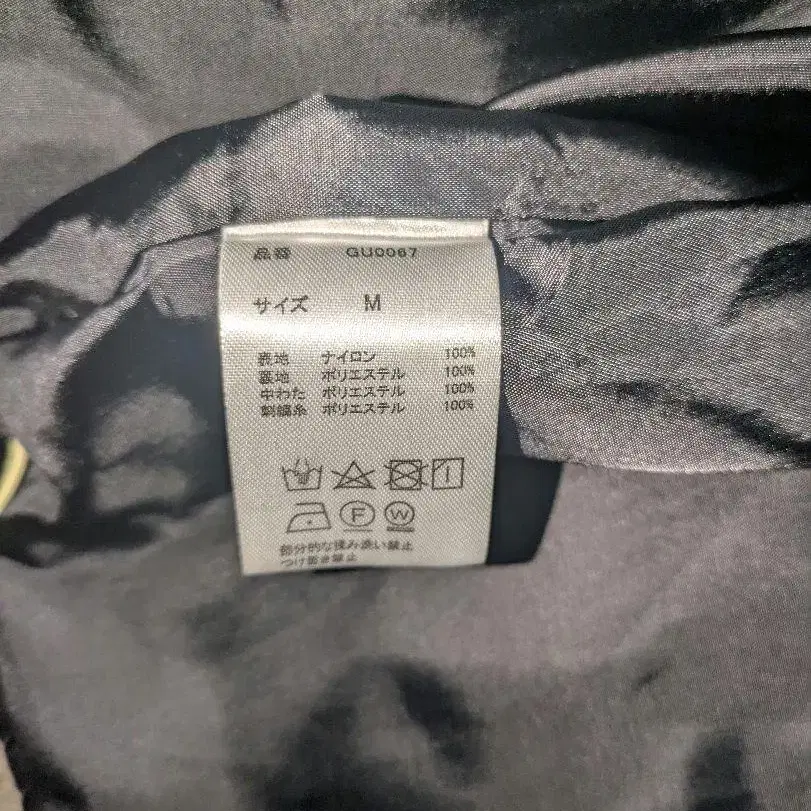 品番 GU0067
サイズ M
表地 ナイロン 100%
裏地 ポリエステル 100%
中わた ポリエステル 100%
刺繍糸 ポリエステル 100%
F W
部分的な揉み洗い禁止
つけ置き禁止